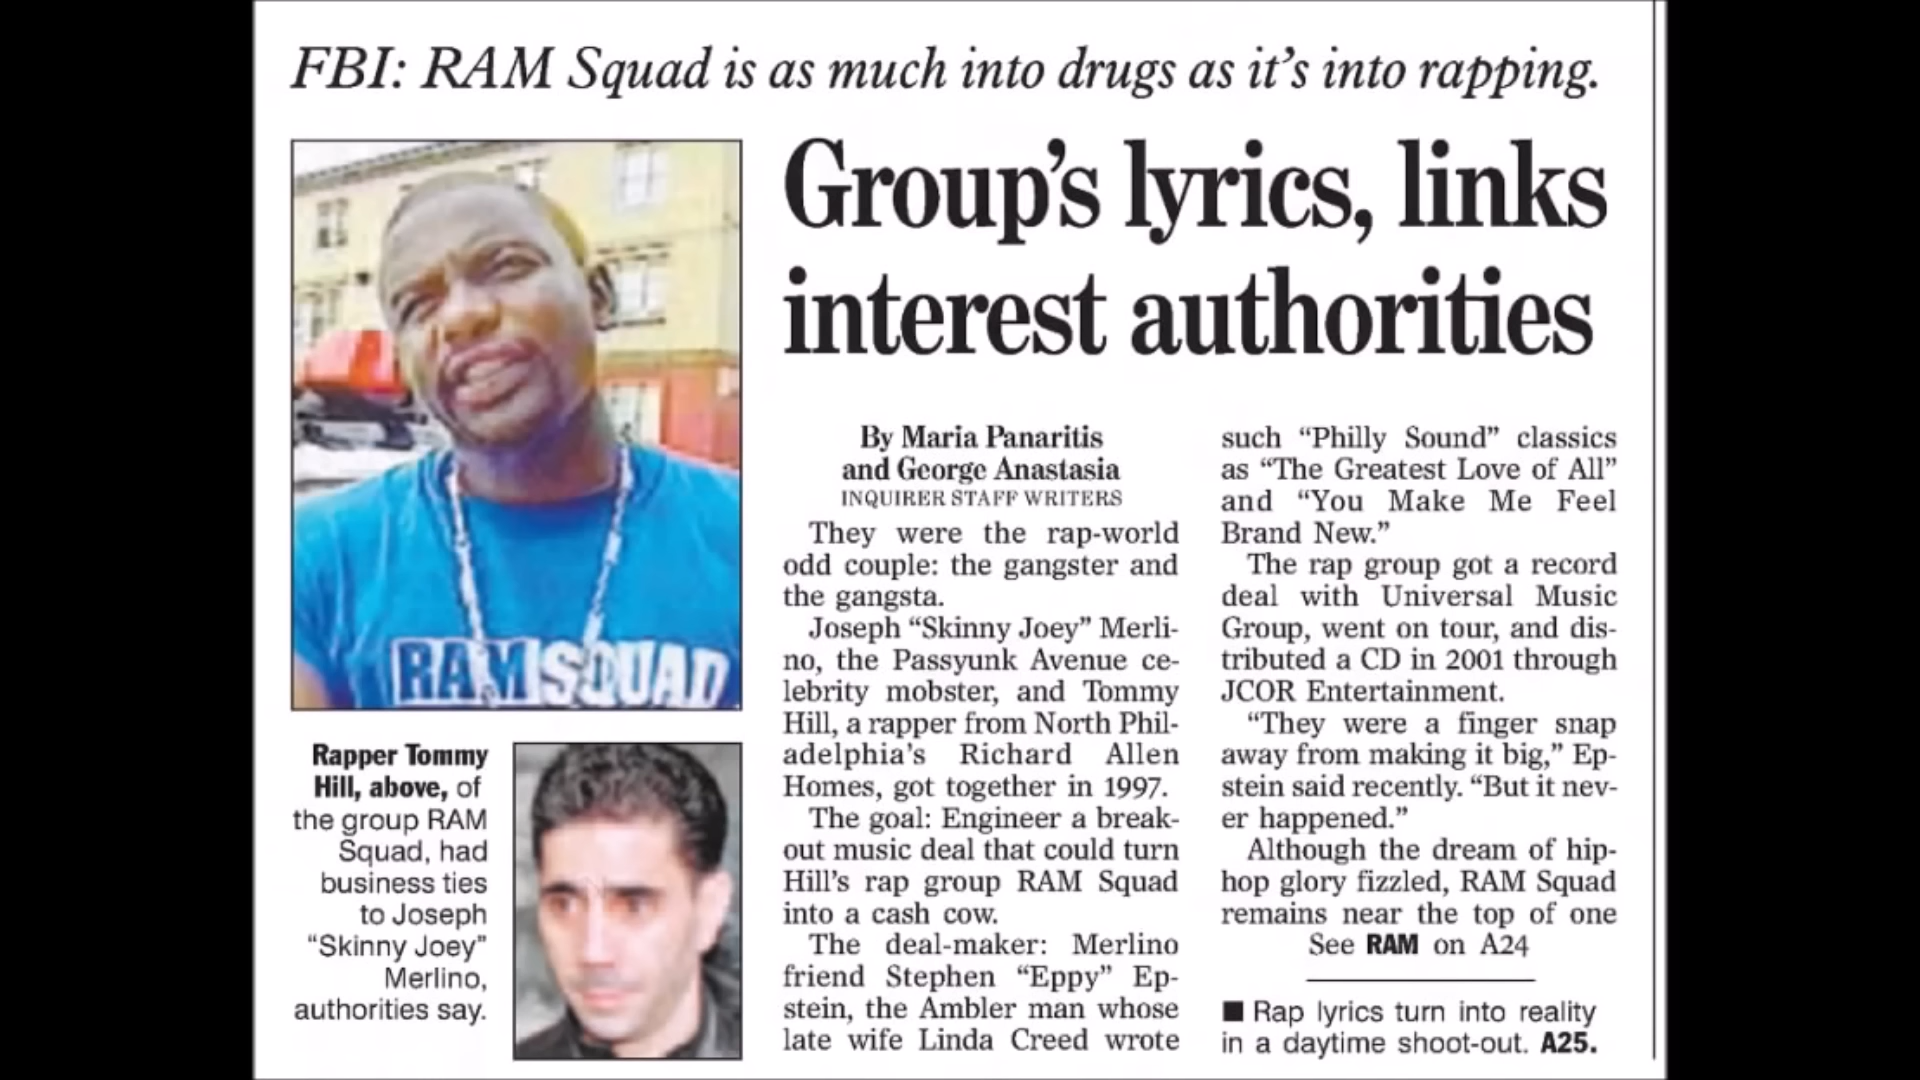 FBI: RAM Squad is as much into drugs as it's into rapping.
Group's lyrics, links
interest authorities
RAMSQUAD
Rapper Tommy
Hill, above, of
the group RAM
Squad, had
business ties
to Joseph
“Skinny Joey”
Merlino,
authorities say.
By Maria Panaritis
and George Anastasia
INQUIRER STAFF WRITERS
They were the rap-world
odd couple: the gangster and
the gangsta.
Joseph “Skinny Joey” Merli-
no, the Passyunk Avenue ce-
lebrity mobster, and Tommy
Hill, a rapper from North Phil-
adelphia's Richard Allen
Homes, got together in 1997.
The goal: Engineer a break-
out music deal that could turn
Hill's rap group RAM Squad
into a cash cow.
The deal-maker: Merlino
friend Stephen “Eppy” Ep-
stein, the Ambler man whose
late wife Linda Creed wrote
such “Philly Sound” classics
as “The Greatest Love of All”
and “You Make Me Feel
Brand New.”
The rap group got a record
deal with Universal Music
Group, went on tour, and dis-
tributed a CD in 2001 through
JCOR Entertainment.
“They were a finger snap
away from making it big,” Ep-
stein said recently. “But it nev-
er happened.”
Although the dream of hip-
hop glory fizzled, RAM Squad
remains near the top of one
See RAM on A24
■ Rap lyrics turn into reality
in a daytime shoot-out. A25.